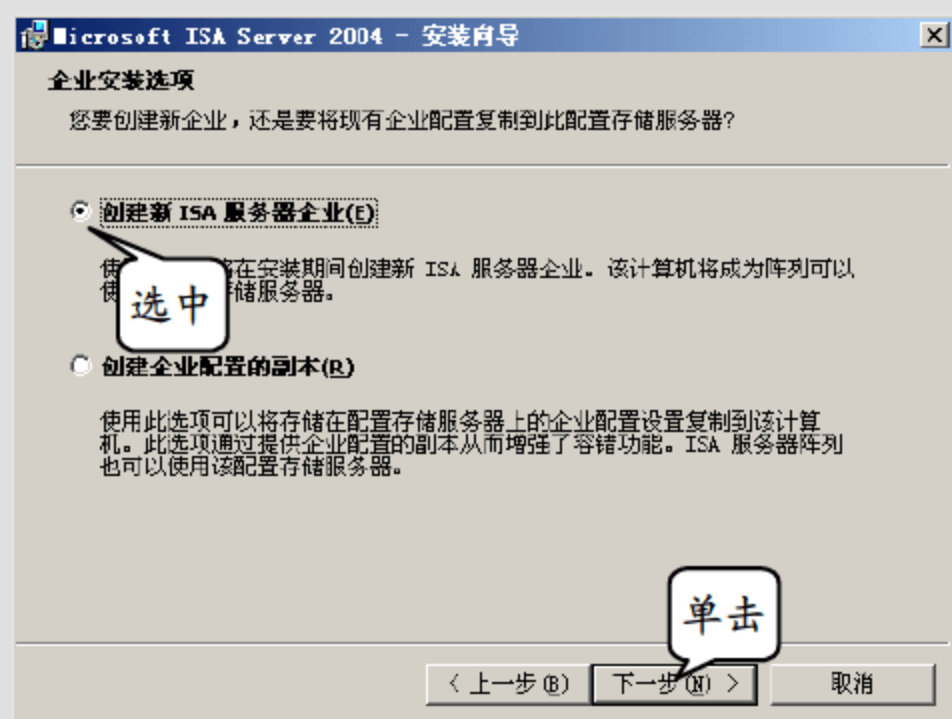 Microsoft ISA Server 2004 - 安装向导
企业安装选项
您要创建新企业，还是要将现有企业配置复制到此配置存储服务器?
创建新 ISA 服务器企业(E)
在安装期间创建新 ISA 服务器企业。该计算机将成为阵列可以
使 储服务器。
选中
创建企业配置的副本(R)
使用此选项可以将存储在配置存储服务器上的企业配置设置复制到该计算
机。此选项通过提供企业配置的副本从而增强了容错功能。ISA 服务器阵列
也可以使用该配置存储服务器。
单击
< 上一步(B)
下一步(N) >
取消